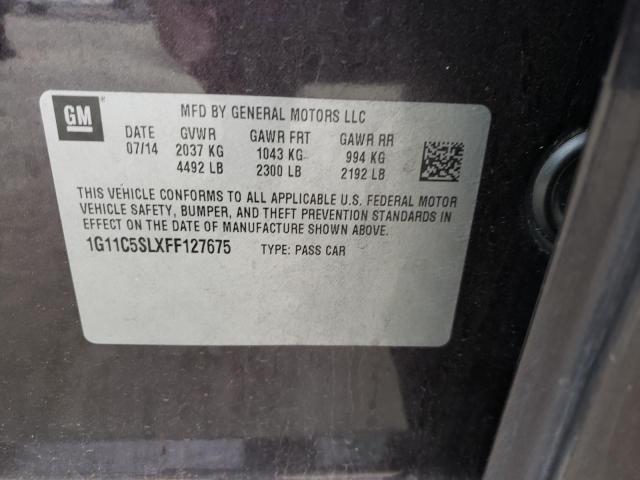 GM
MFD BY GENERAL MOTORS LLC
DATE GVWR GAWR FRT GAWR RR
07/14 2037 KG 1043 KG 994 KG
4492 LB 2300 LB 2192 LB
THIS VEHICLE CONFORMS TO ALL APPLICABLE U.S. FEDERAL MOTOR
VEHICLE SAFETY, BUMPER, AND THEFT PREVENTION STANDARDS IN
EFFECT ON THE DATE OF MANUFACTURE SHOWN ABOVE.
1G11C5SLXFF127675 TYPE: PASS CAR